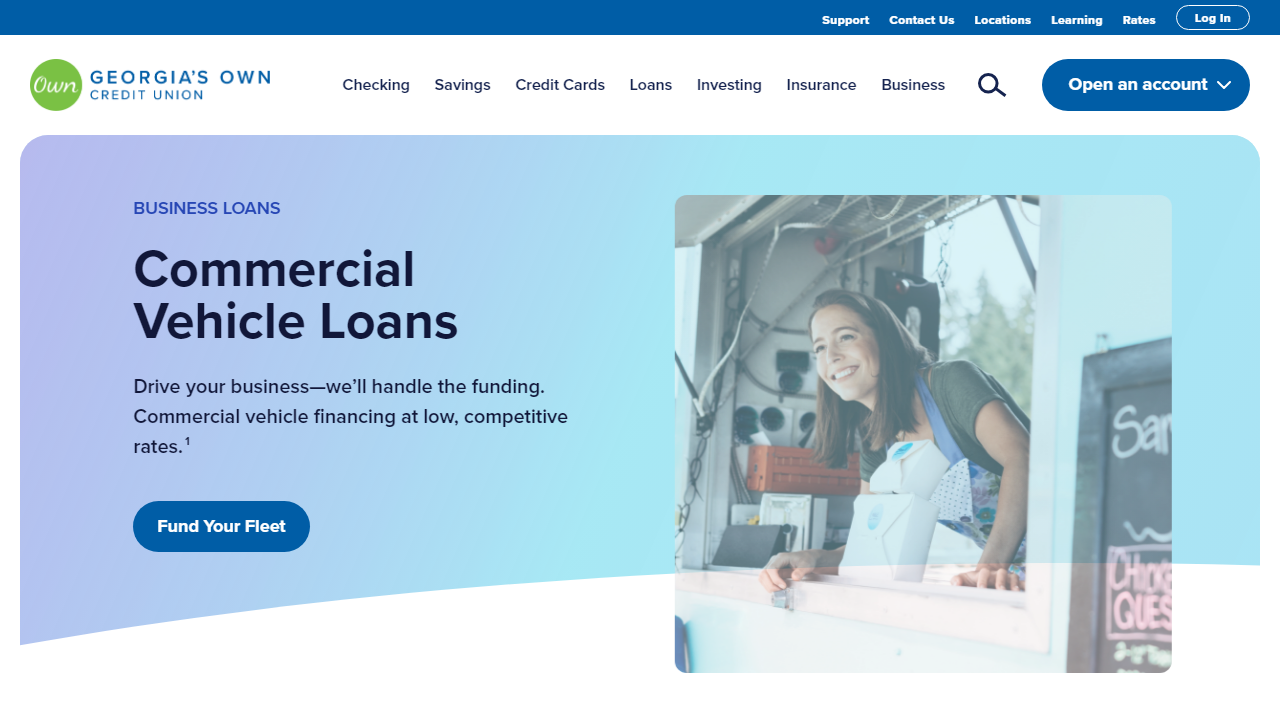 Support Contact Us Locations Learning Rates Log In
Own GEORGIA'S OWN
CREDIT UNION
Checking Savings Credit Cards Loans Investing Insurance Business Open an account
BUSINESS LOANS
Commercial
Vehicle Loans
Drive your business—we’ll handle the funding.
Commercial vehicle financing at low, competitive
rates.¹
Fund Your Fleet